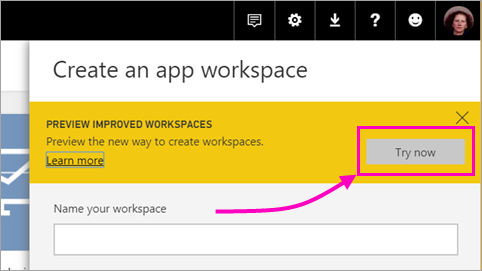 Create an app workspace
PREVIEW IMPROVED WORKSPACES
Preview the new way to create workspaces.
Learn more
Try now
Name your workspace